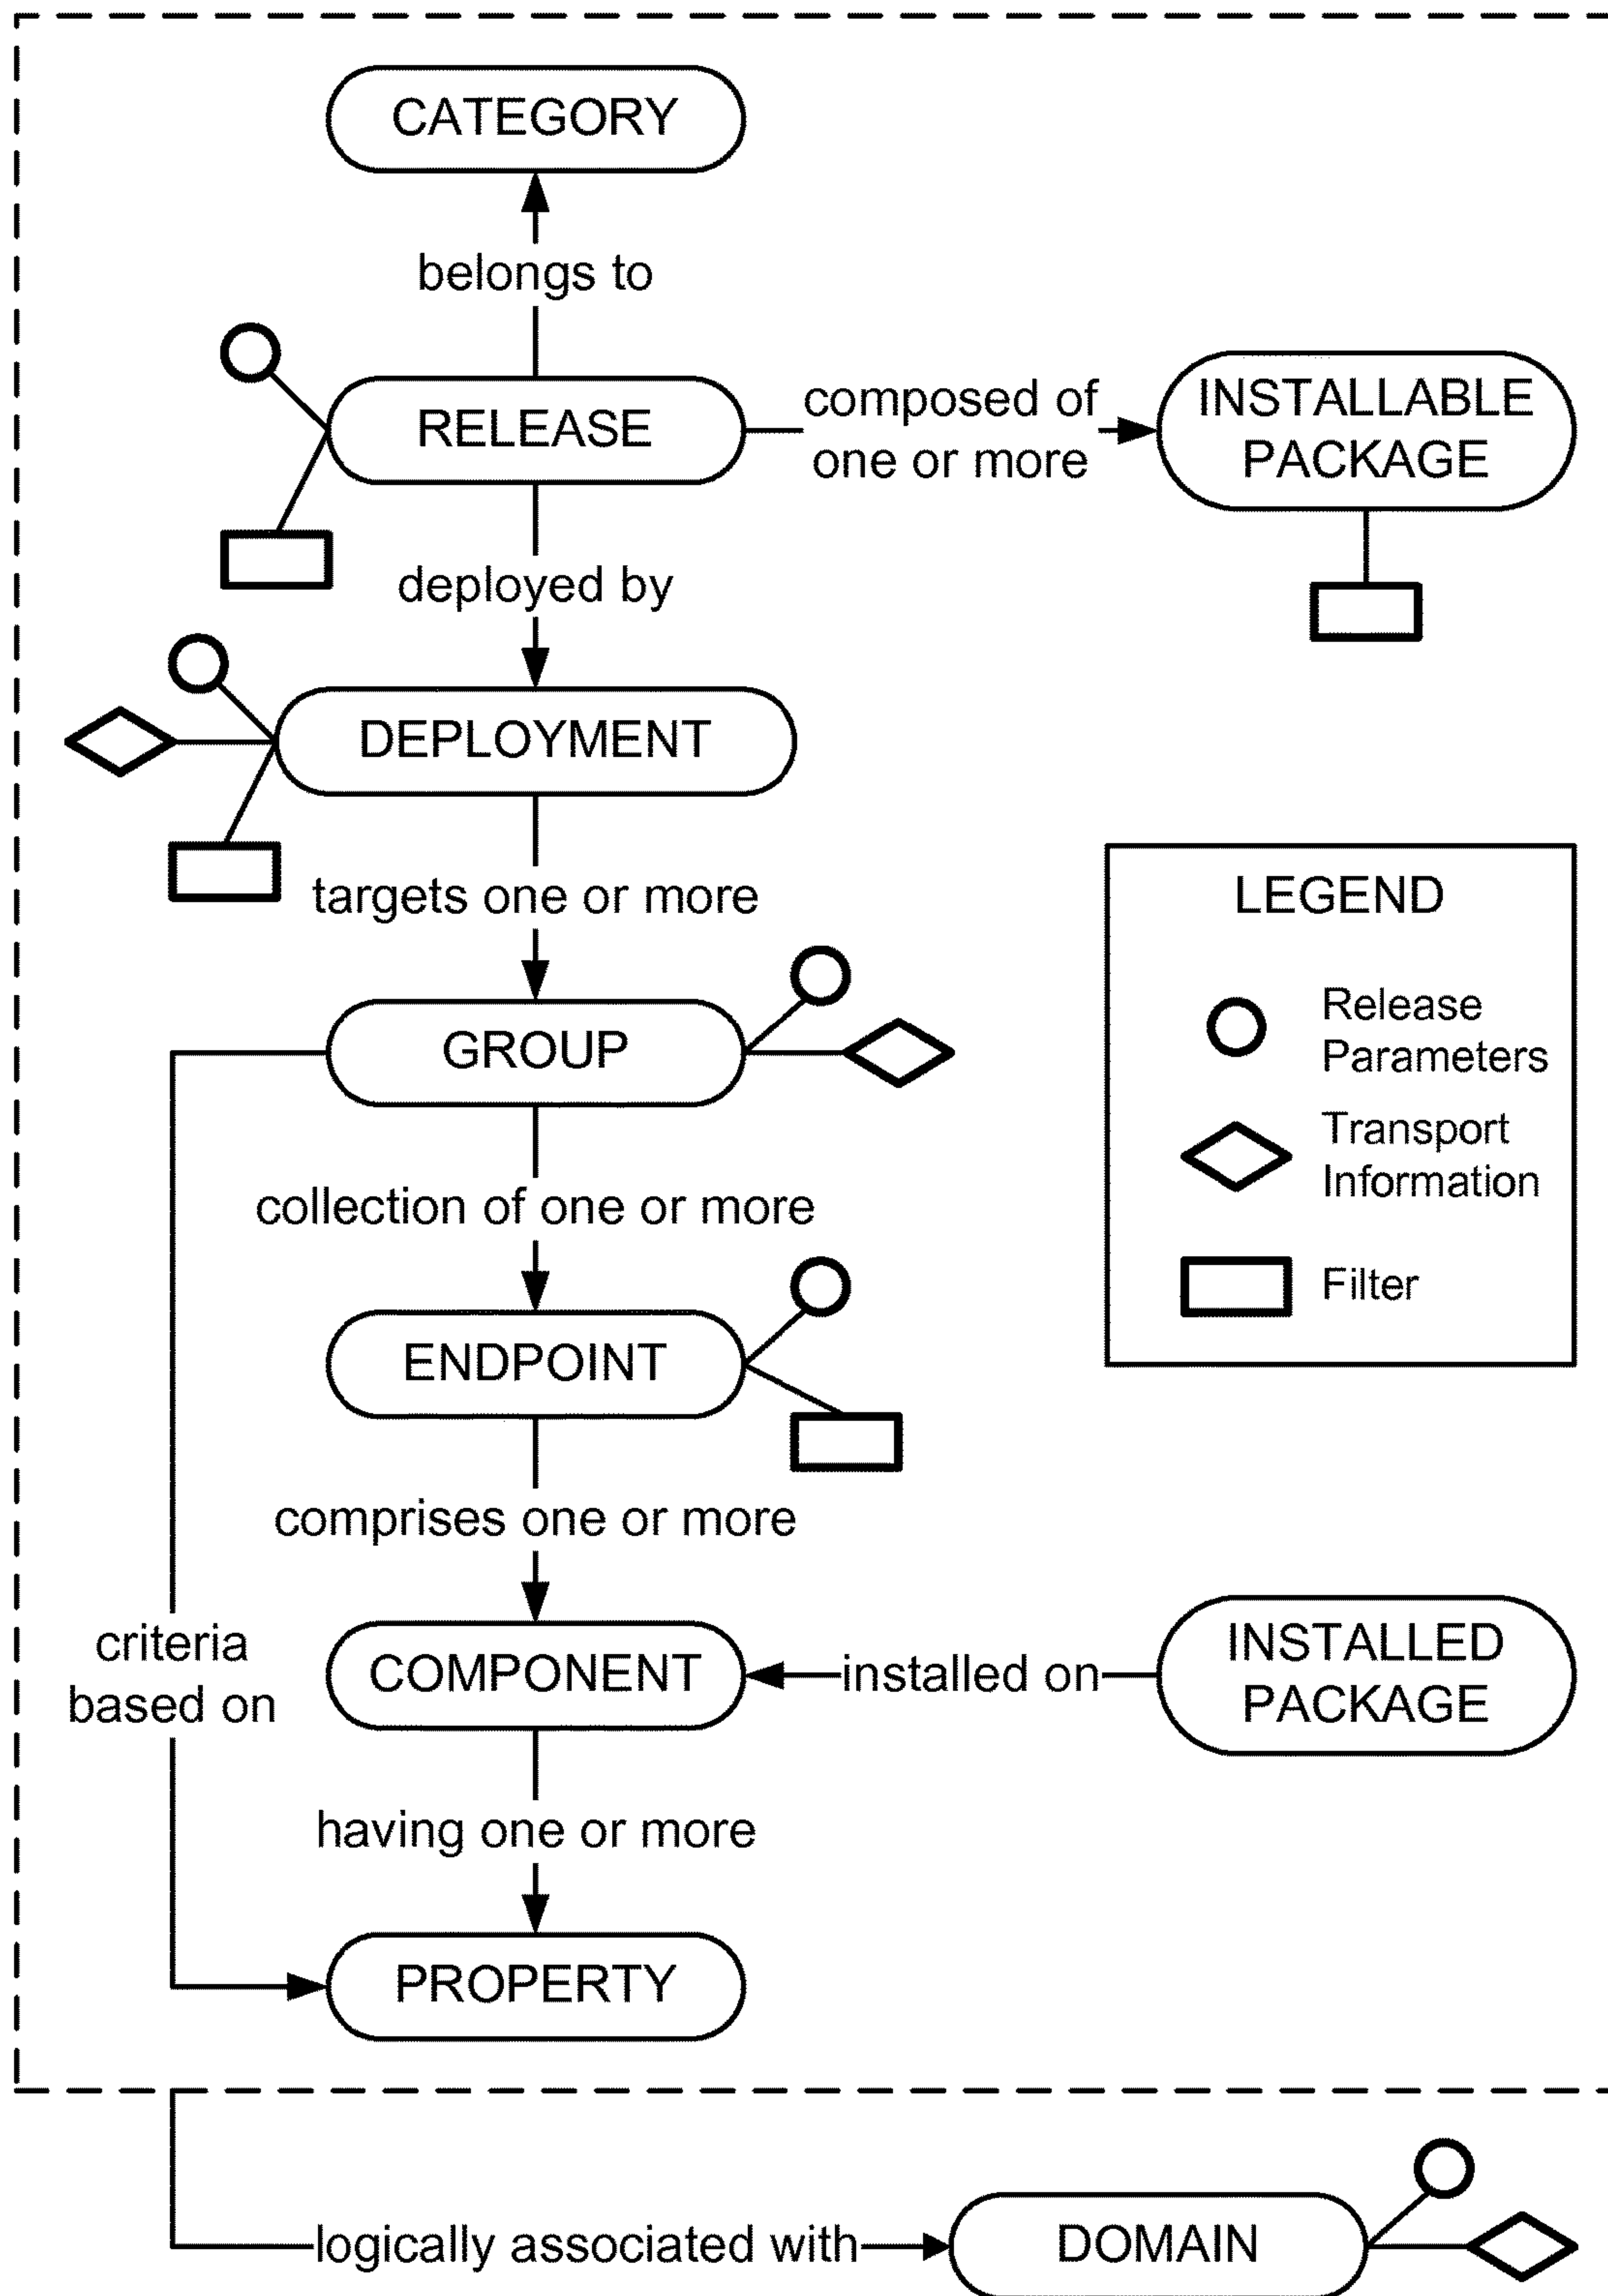 CATEGORY
belongs to
RELEASE
composed of
one or more
INSTALLABLE
PACKAGE
deployed by
DEPLOYMENT
targets one or more
LEGEND
Release
Parameters
Transport
Information
Filter
GROUP
collection of one or more
ENDPOINT
comprises one or more
criteria
based on
COMPONENT
installed on
INSTALLED
PACKAGE
having one or more
PROPERTY
logically associated with
DOMAIN